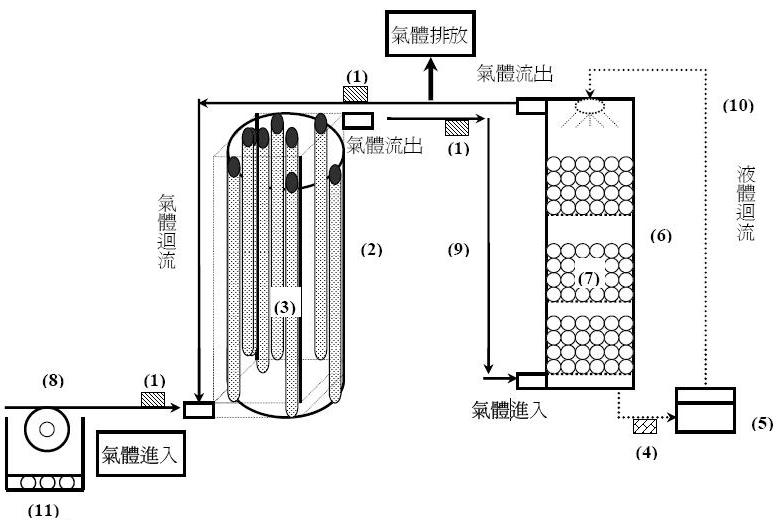 氣體排放
(1)
氣體流出
(10)
氣體流出
(1)
氣體迴流
液體迴流
(2)
(9)
(6)
(7)
(3)
(8)
(1)
氣體進入
氣體進入
(4)
(5)
(11)